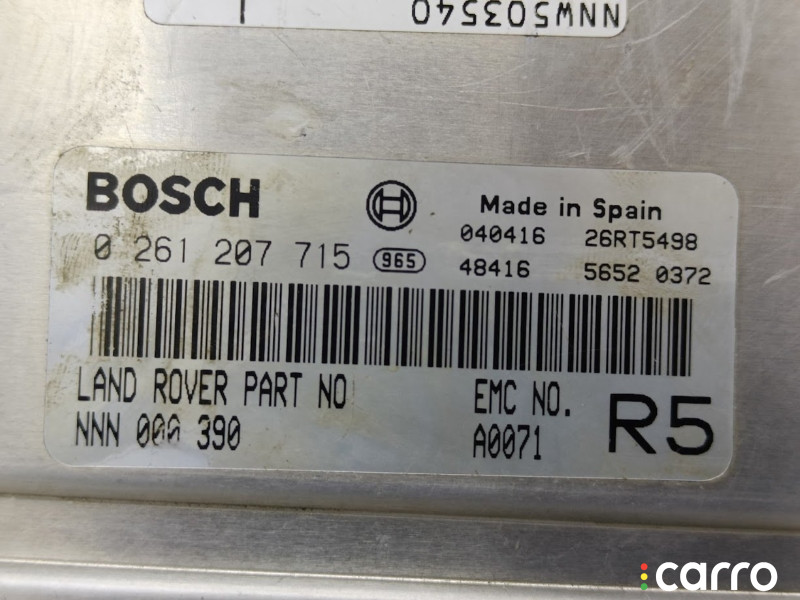 NNW503540
BOSCH
Made in Spain
040416 26RT5498
0 261 207 715 965
48416 5652 0372
LAND ROVER PART NO
NNN 000 390
EMC NO.
A0071
R5
carro